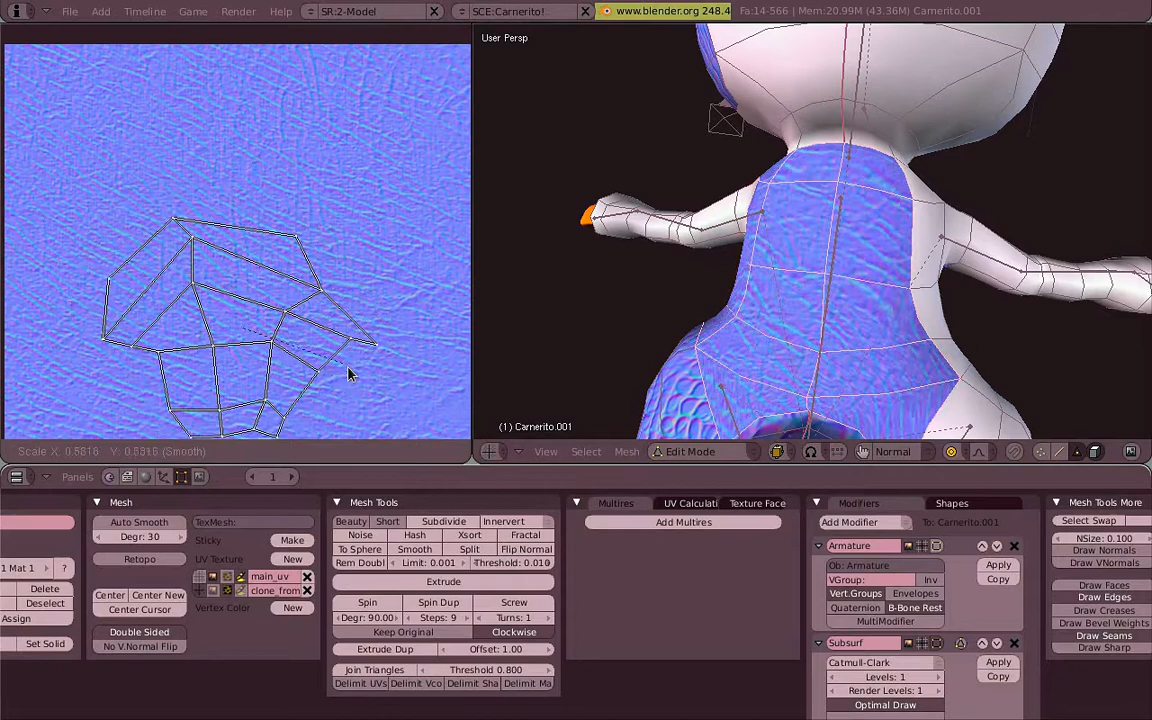 File Add Timeline Game Render Help SR:2-Model SCE:Carnerito! www.blender.org 248.4 Fa:14-566 | Mem:20.99M (43.36M) Carnerito.001
User Persp
(1) Carnerito.001
Scale X: 0.5816 Y: 0.5816 (Smooth)
View Select Mesh Edit Mode Normal
Panels 1
Mesh
Auto Smooth
Degr: 30
Retopo
Center Center New
Center Cursor
Double Sided
No V.Normal Flip
TexMesh:
Sticky Make
UV Texture New
main_uv
clone_from
Vertex Color New
1 Mat 1 ?
Delete
Deselect
Assign
Set Solid
Mesh Tools
Beauty Short Subdivide Innervert
Noise Hash Xsort Fractal
To Sphere Smooth Split Flip Normal
Rem Doubl Limit: 0.001 Threshold: 0.010
Extrude
Spin Spin Dup Screw
Degr: 90.00 Steps: 9 Turns: 1
Keep Original Clockwise
Extrude Dup Offset: 1.00
Join Triangles Threshold 0.800
Delimit UVs Delimit Vco Delimit Sha Delimit Ma
Multires UV Calculati Texture Face
Add Multires
Modifiers Shapes
Add Modifier To: Carnerito.001
Armature
Ob: Armature
VGroup: Inv
Vert.Groups Envelopes
Quaternion B-Bone Rest
MultiModifier
Apply
Copy
Subsurf
Catmull-Clark
Levels: 1
Render Levels: 1
Optimal Draw
Apply
Copy
Mesh Tools More
Select Swap
NSize: 0.100
Draw Normals
Draw VNormals
Draw Faces
Draw Edges
Draw Creases
Draw Bevel Weights
Draw Seams
Draw Sharp